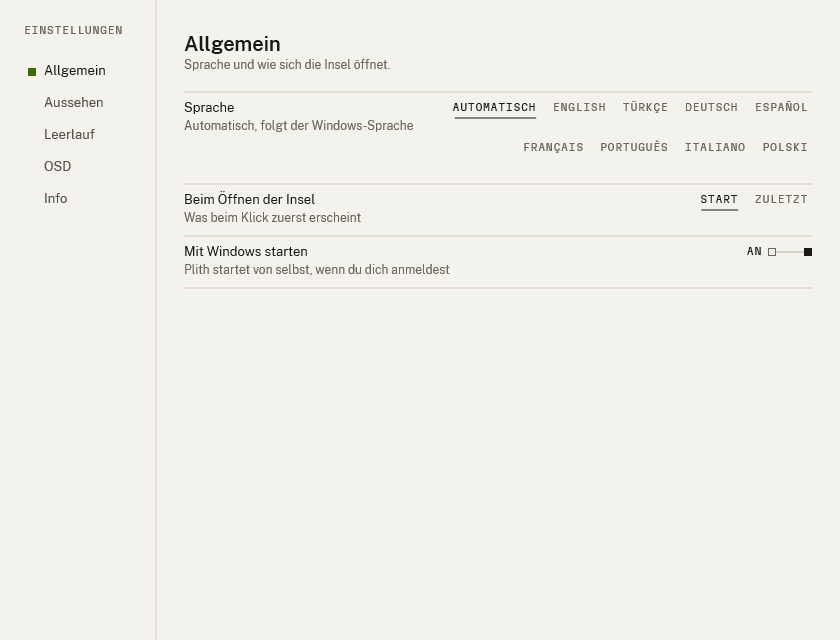 EINSTELLUNGEN
Allgemein
Aussehen
Leerlauf
OSD
Info
Allgemein
Sprache und wie sich die Insel öffnet.
Sprache
Automatisch, folgt der Windows-Sprache
AUTOMATISCH ENGLISH TÜRKÇE DEUTSCH ESPAÑOL
FRANÇAIS PORTUGUÊS ITALIANO POLSKI
Beim Öffnen der Insel
Was beim Klick zuerst erscheint
START ZULETZT
Mit Windows starten
Plith startet von selbst, wenn du dich anmeldest
AN